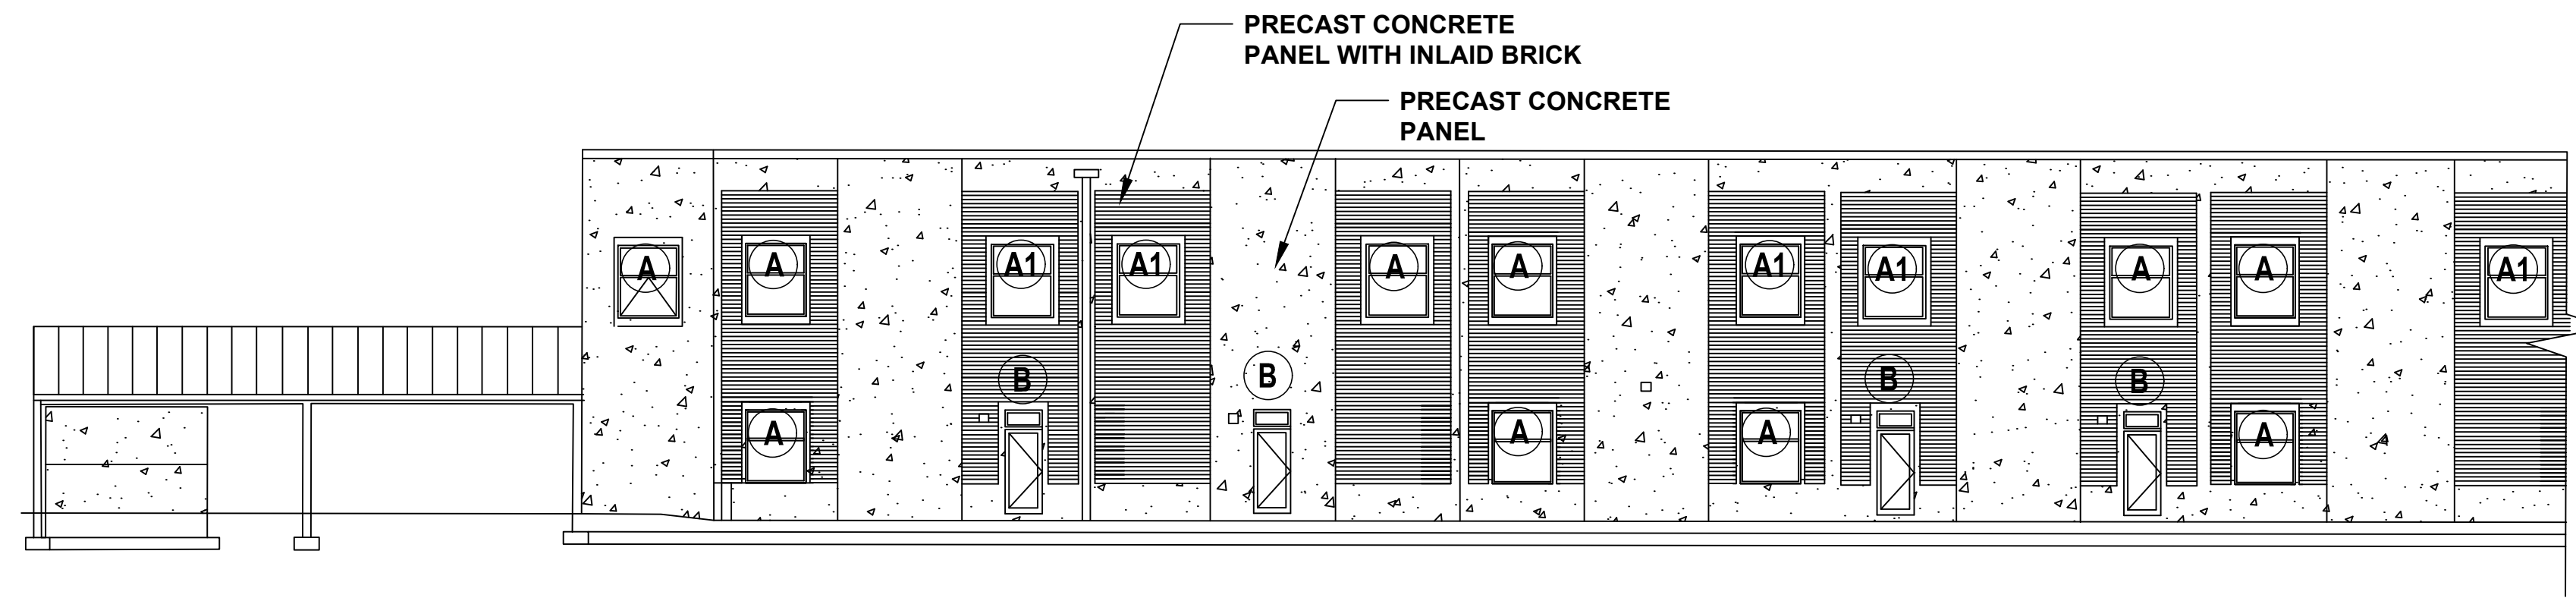 PRECAST CONCRETE
PANEL WITH INLAID BRICK
PRECAST CONCRETE
PANEL
A
A
A1
A1
A
A
A1
A1
A
A
A1
B
B
B
B
A
A
A
A